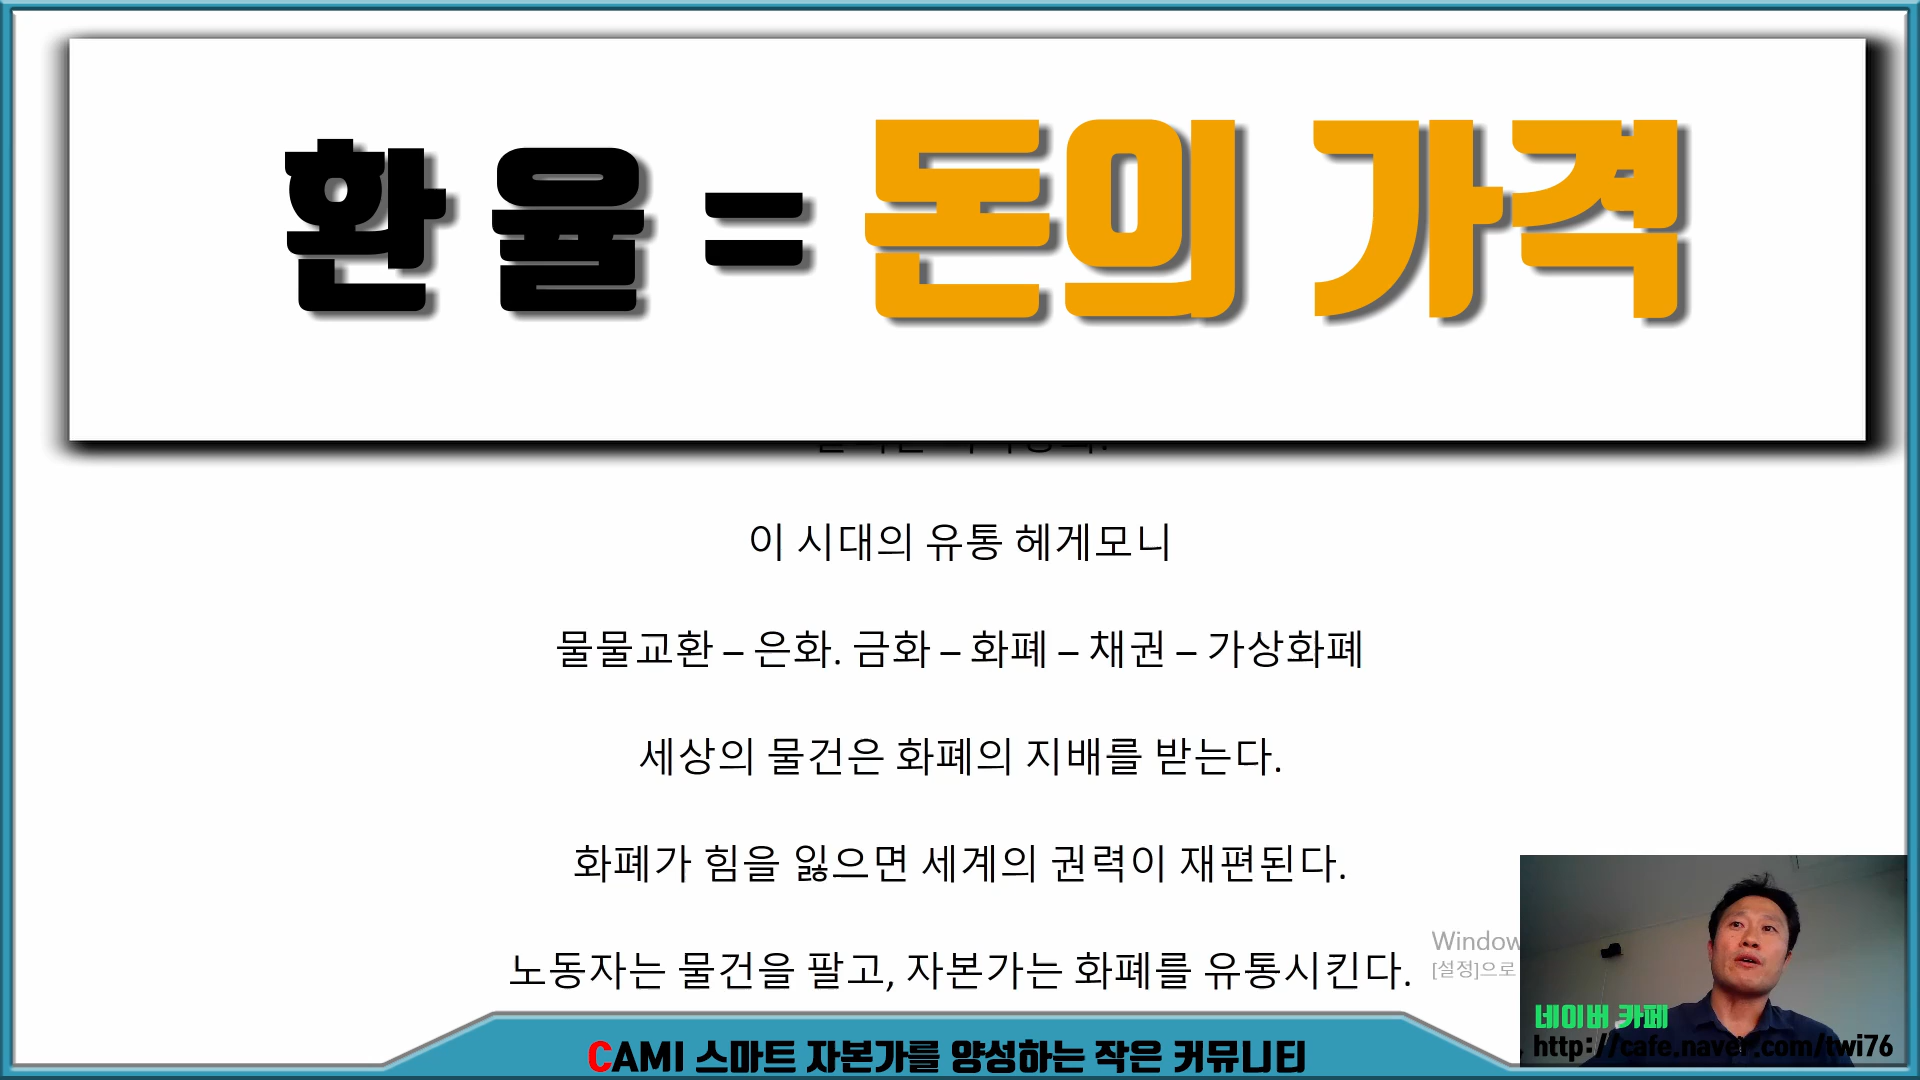 환 율 = 돈의 가격
이 시대의 유통 헤게모니
물물교환 – 은화. 금화 – 화폐 – 채권 – 가상화폐
세상의 물건은 화폐의 지배를 받는다.
화폐가 힘을 잃으면 세계의 권력이 재편된다.
노동자는 물건을 팔고, 자본가는 화폐를 유통시킨다.
Window
[설정]으로
네이버 카페
http://cafe.naver.com/twi76
CAMI 스마트 자본가를 양성하는 작은 커뮤니티